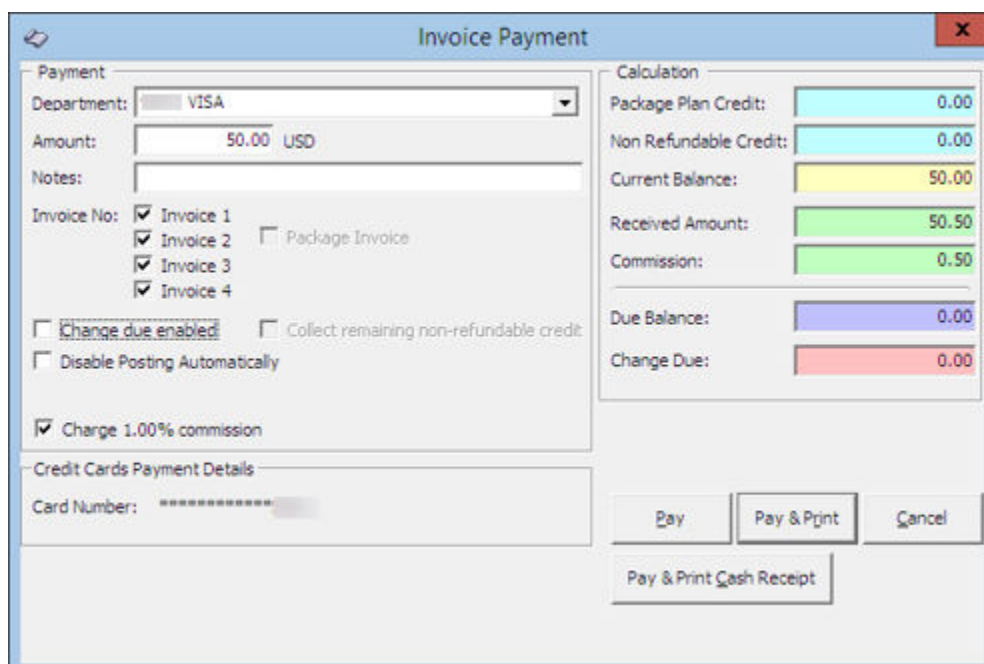 Invoice Payment
x
Payment
Department: VISA
Amount: 50.00 USD
Notes:
Invoice No: Invoice 1
Invoice 2
Package Invoice
Invoice 3
Invoice 4
Change due enabled
Collect remaining non-refundable credit
Disable Posting Automatically
Charge 1.00% commission
Credit Cards Payment Details
Card Number: *************
Calculation
Package Plan Credit: 0.00
Non Refundable Credit: 0.00
Current Balance: 50.00
Received Amount: 50.50
Commission: 0.50
Due Balance: 0.00
Change Due: 0.00
Pay
Pay & Print
Cancel
Pay & Print Cash Receipt